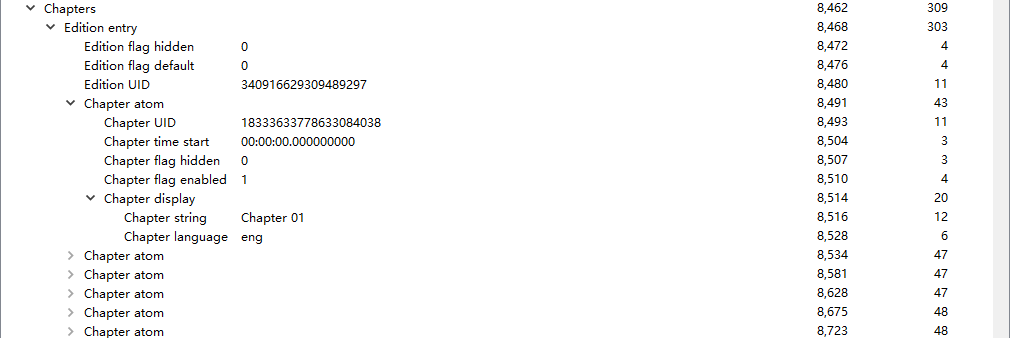 Chapters 8,462 309
Edition entry 8,468 303
Edition flag hidden 0 8,472 4
Edition flag default 0 8,476 4
Edition UID 340916629309489297 8,480 11
Chapter atom 8,491 43
Chapter UID 18333633778633084038 8,493 11
Chapter time start 00:00:00.000000000 8,504 3
Chapter flag hidden 0 8,507 3
Chapter flag enabled 1 8,510 4
Chapter display 8,514 20
Chapter string Chapter 01 8,516 12
Chapter language eng 8,528 6
Chapter atom 8,534 47
Chapter atom 8,581 47
Chapter atom 8,628 47
Chapter atom 8,675 48
Chapter atom 8,723 48